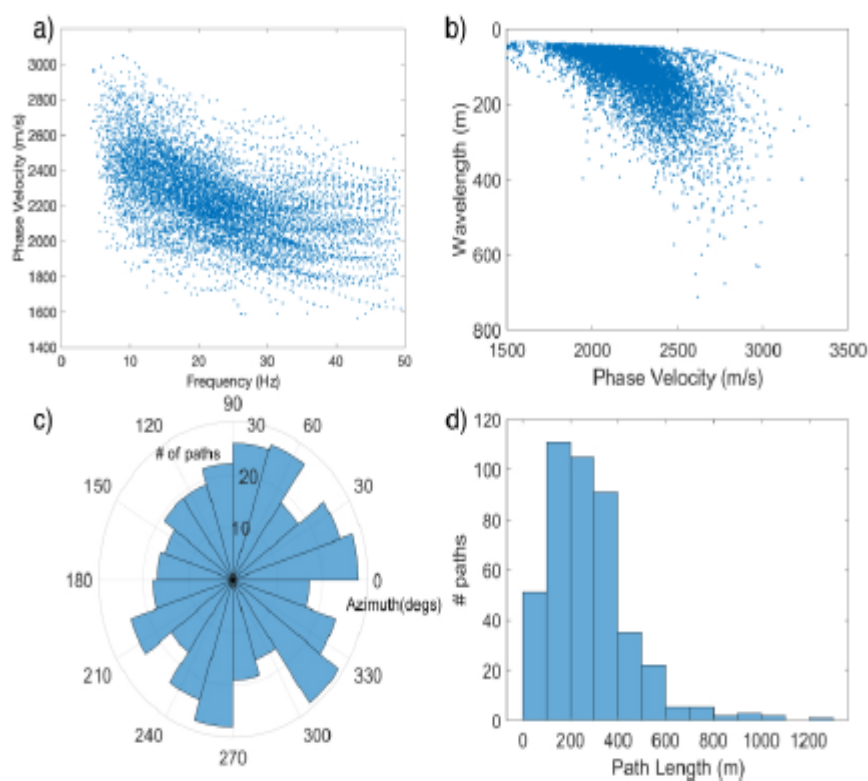 a)
3000
2800
2600
2400
2200
2000
1800
1600
1400
Phase Velocity (m/s)
0 10 20 30 40 50
Frequency (Hz)
b)
0
200
400
600
800
Wavelength (m)
1500 2000 2500 3000 3500
Phase Velocity (m/s)
c)
90
120 30 60
# of paths
20
150 30
10
180 0
Azimuth(degs)
210 330
240 300
270
d)
120
100
80
60
40
20
0
# paths
0 200 400 600 800 1000 1200
Path Length (m)